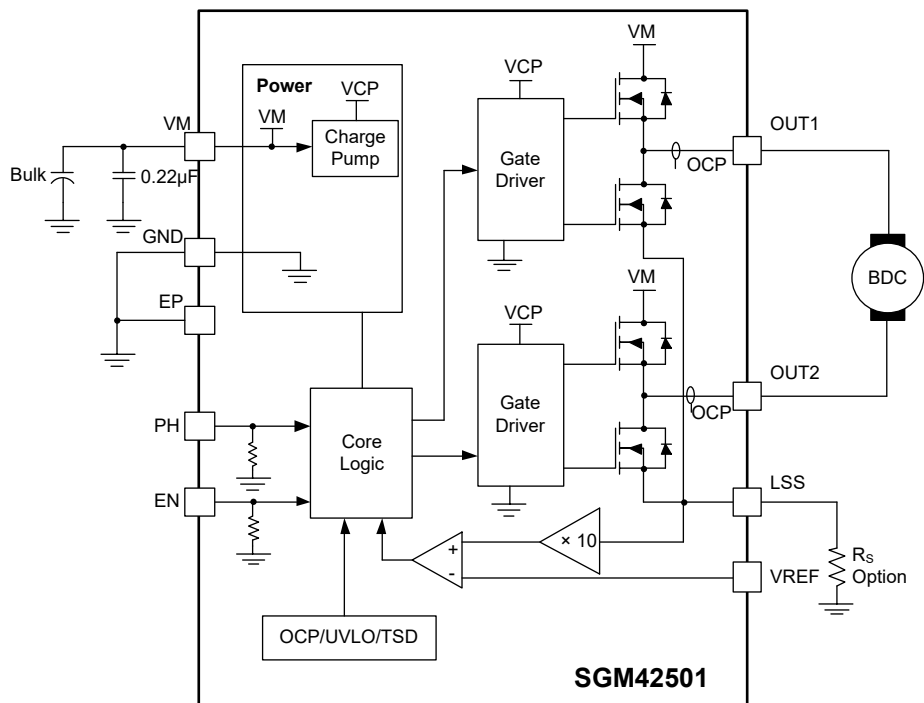 VM
Power
VCP
VCP
VM
VM
Charge
Pump
OUT1
Bulk
0.22µF
Gate
Driver
OCP
GND
BDC
EP
VM
VCP
OUT2
PH
Core
Logic
Gate
Driver
OCP
EN
LSS
× 10
+
-
VREF
RS
Option
OCP/UVLO/TSD
SGM42501